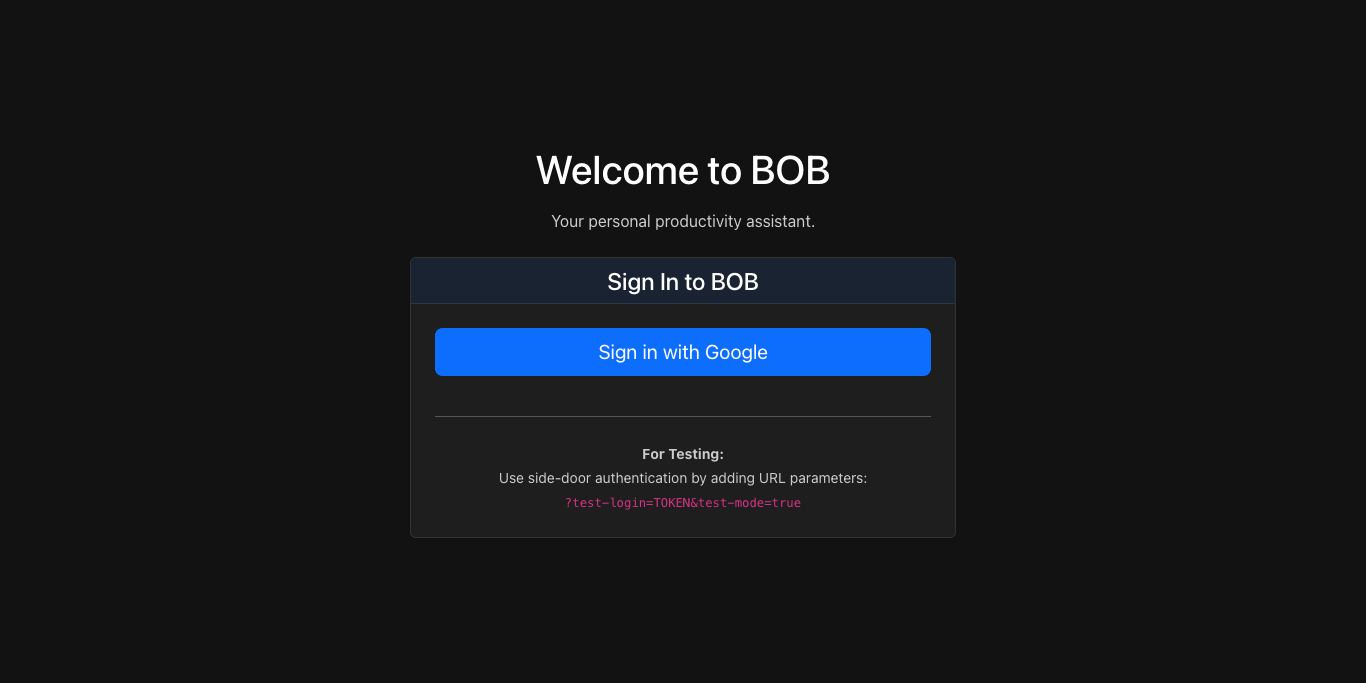 Welcome to BOB
Your personal productivity assistant.
Sign In to BOB
Sign in with Google
For Testing:
Use side-door authentication by adding URL parameters:
?test-login=TOKEN&test-mode=true